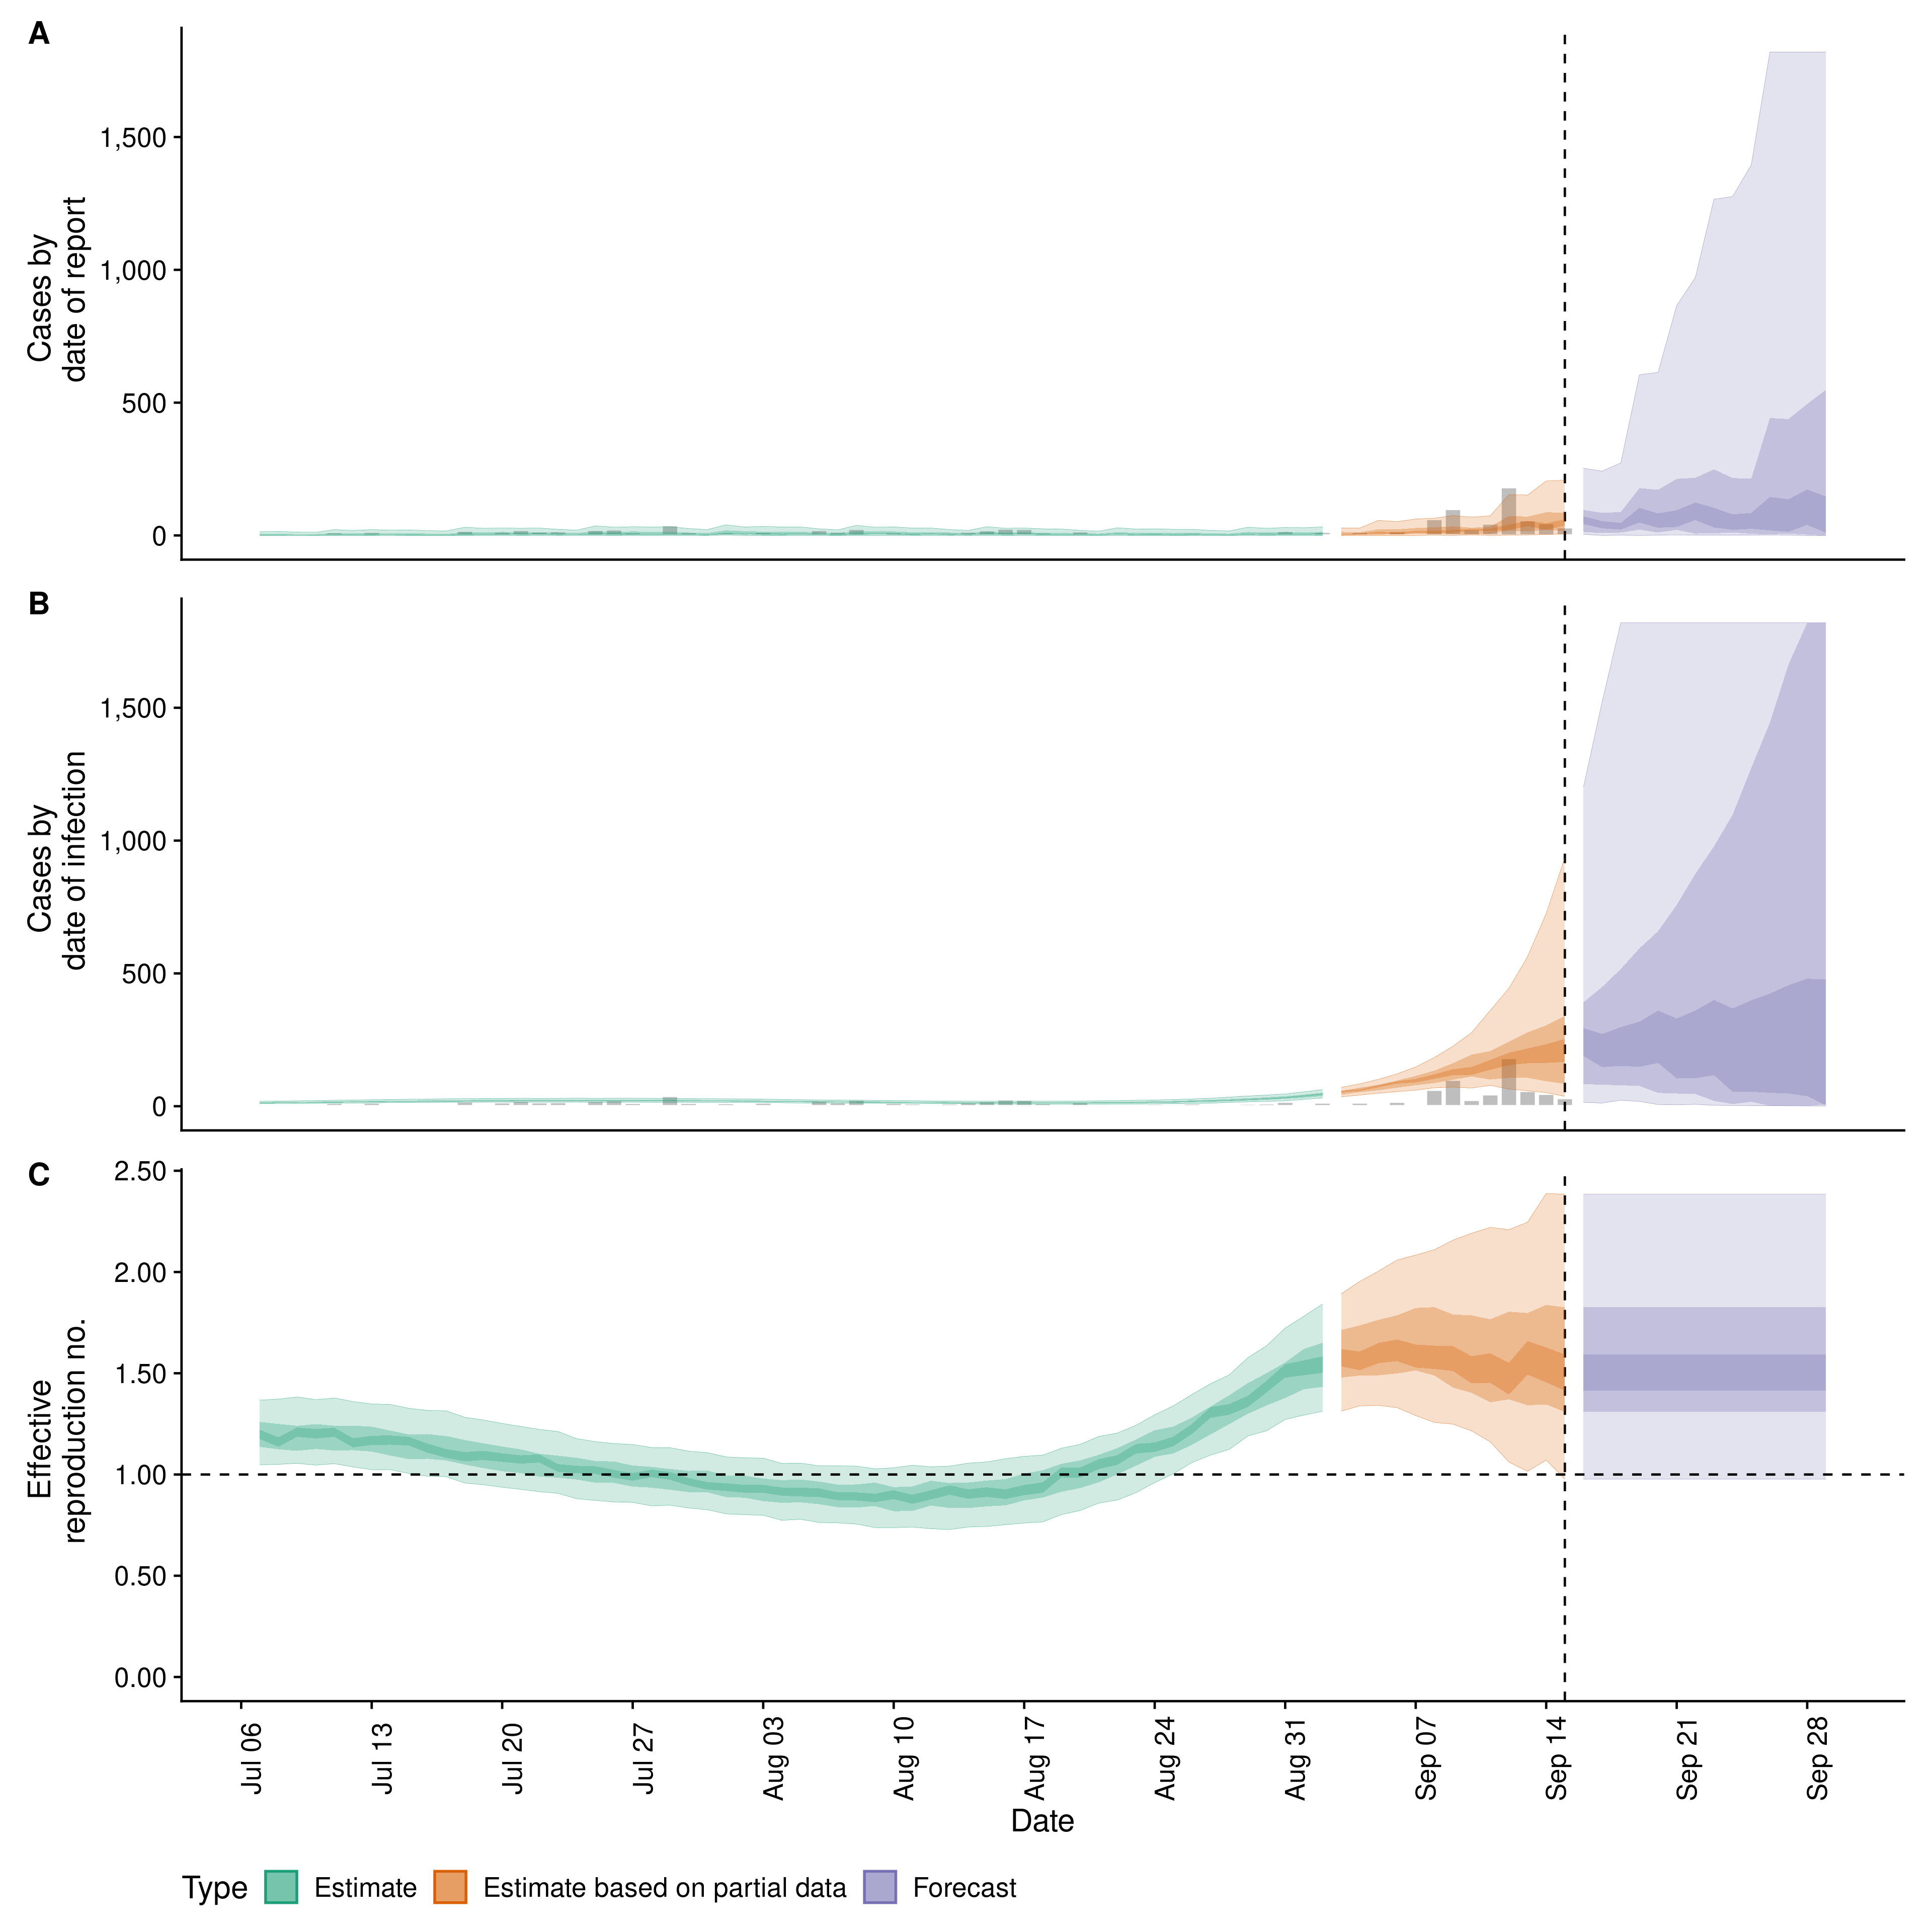 A
Cases by
date of report
1,500
1,000
500
0
B
Cases by
date of infection
1,500
1,000
500
0
C
Effective
reproduction no.
2.50
2.00
1.50
1.00
0.50
0.00
Jul 06
Jul 13
Jul 20
Jul 27
Aug 03
Aug 10
Aug 17
Aug 24
Aug 31
Sep 07
Sep 14
Sep 21
Sep 28
Date
Type Estimate Estimate based on partial data Forecast